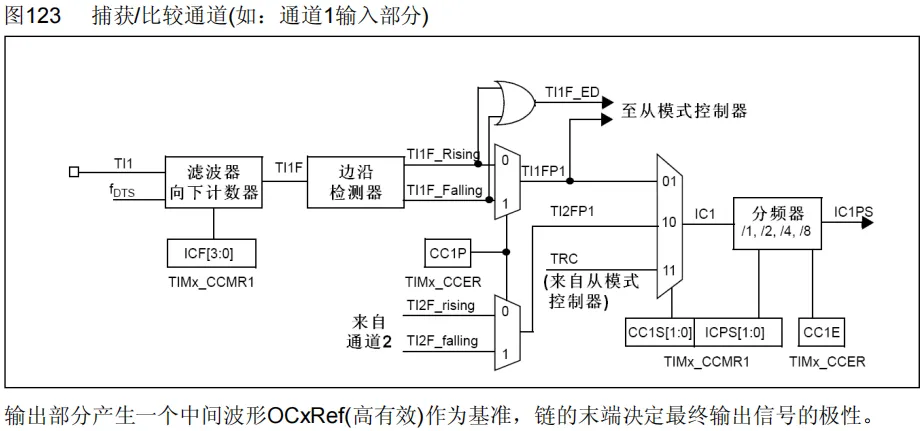 图123 捕获/比较通道(如：通道1输入部分)
TI1F_ED
至从模式控制器
TI1
fDTS
滤波器
向下计数器
TI1F
边沿
检测器
TI1F_Rising
TI1F_Falling
0
1
TI1FP1
01
TI2FP1
10
IC1
分频器
/1, /2, /4, /8
IC1PS
ICF[3:0]
TIMx_CCMR1
CC1P
TIMx_CCER
TRC
11
(来自从模式
控制器)
TI2F_rising
0
来自
通道2
TI2F_falling
1
CC1S[1:0]
ICPS[1:0]
CC1E
TIMx_CCMR1
TIMx_CCER
输出部分产生一个中间波形OCxRef(高有效)作为基准，链的末端决定最终输出信号的极性。